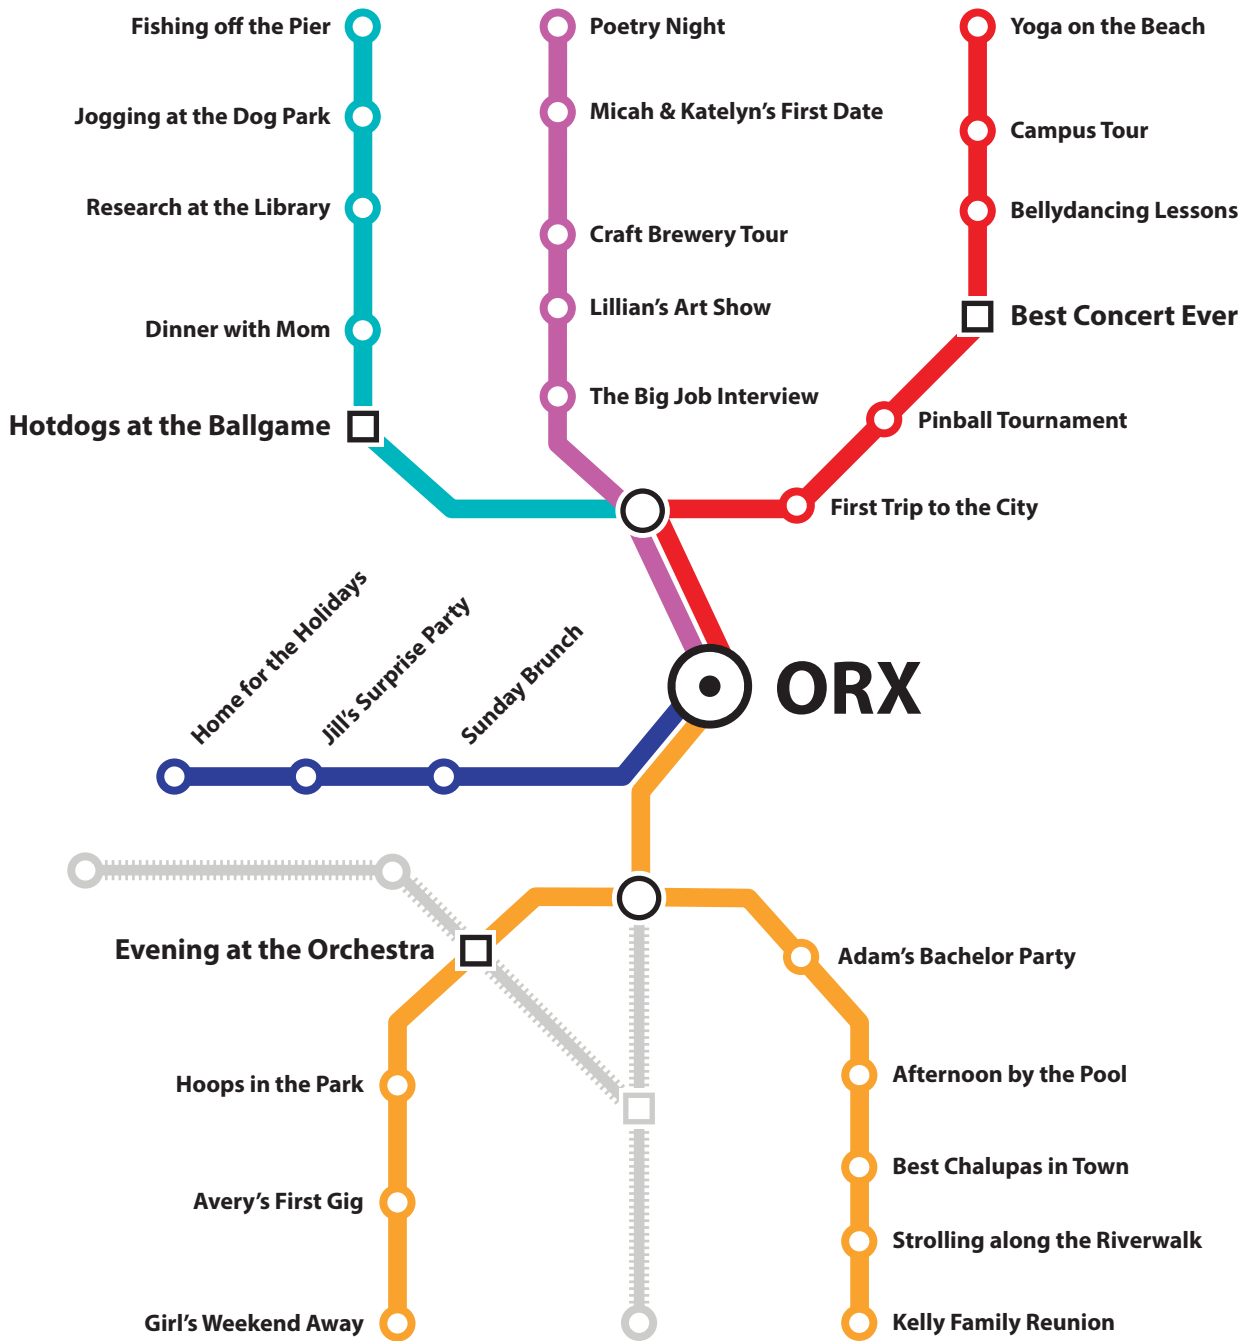 Fishing off the Pier
Jogging at the Dog Park
Research at the Library
Dinner with Mom
Hotdogs at the Ballgame
Poetry Night
Micah & Katelyn's First Date
Craft Brewery Tour
Lillian's Art Show
The Big Job Interview
Yoga on the Beach
Campus Tour
Bellydancing Lessons
Best Concert Ever
Pinball Tournament
First Trip to the City
Home for the Holidays
Jill's Surprise Party
Sunday Brunch
ORX
Evening at the Orchestra
Hoops in the Park
Avery's First Gig
Girl's Weekend Away
Adam's Bachelor Party
Afternoon by the Pool
Best Chalupas in Town
Strolling along the Riverwalk
Kelly Family Reunion